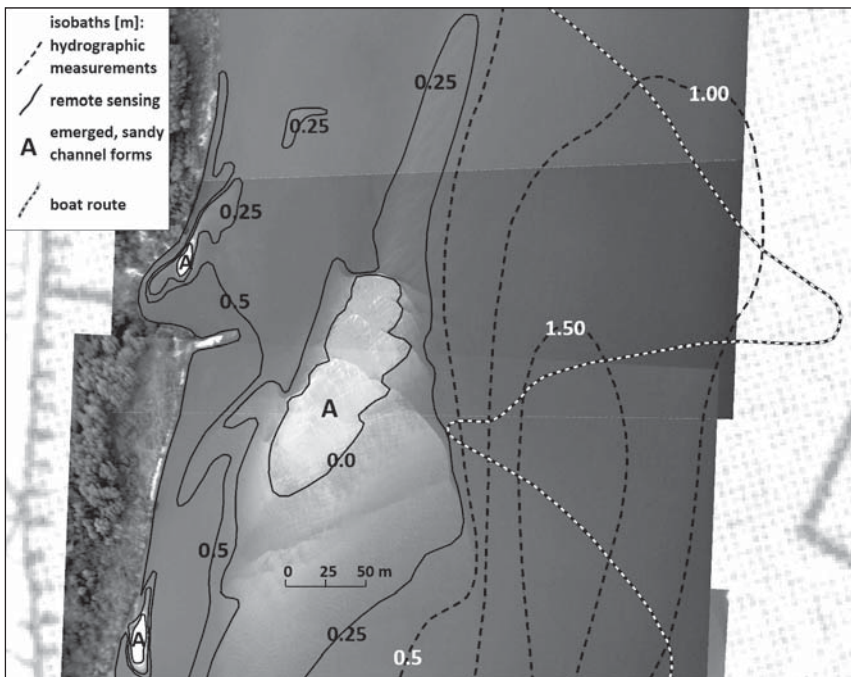 isobaths [m]:
hydrographic
measurements
remote sensing
A emerged, sandy
channel forms
boat route
0.25
1.00
0.25
0.25
A
0.5
1.50
A
0.0
0.5
0 25 50 m
A
0.25
0.5